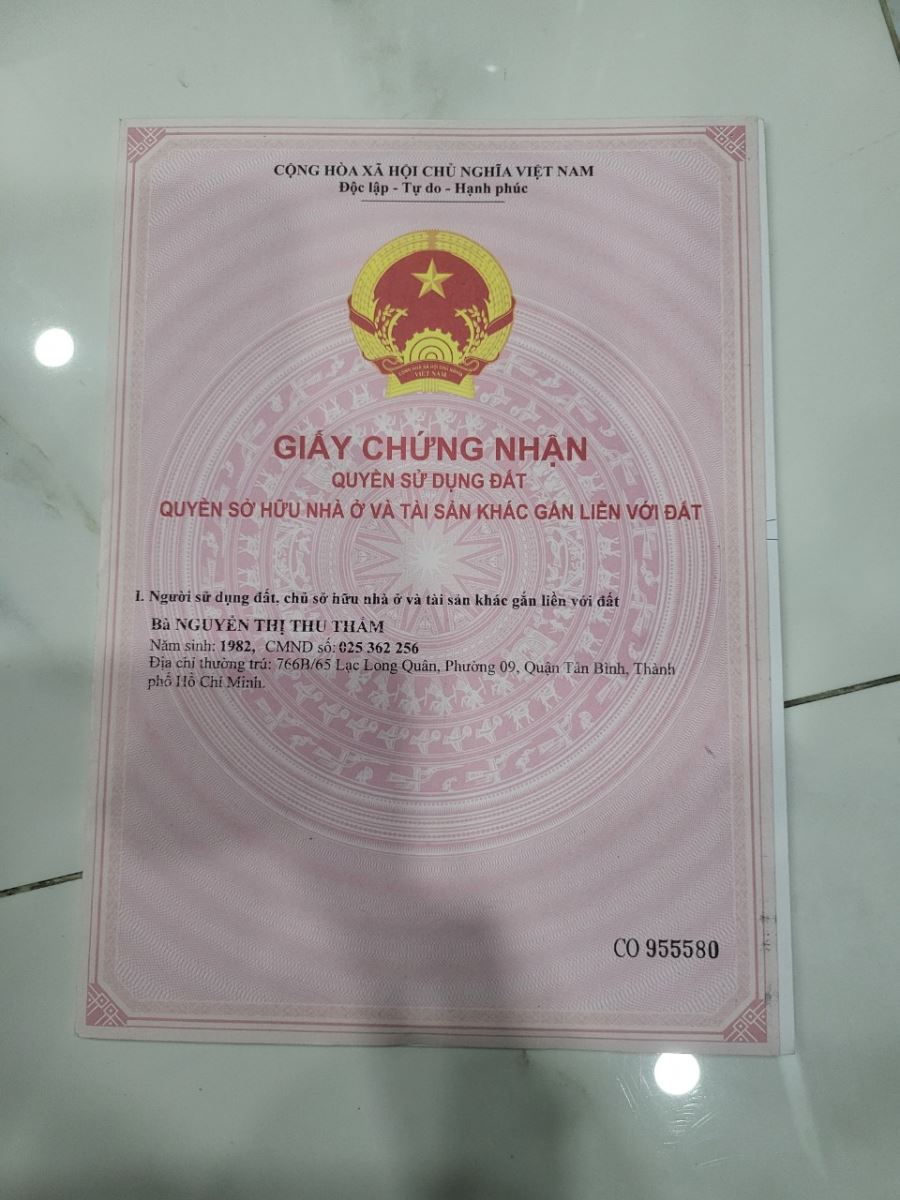 CỘNG HÒA XÃ HỘI CHỦ NGHĨA VIỆT NAM
Độc lập - Tự do - Hạnh phúc
CỘNG HÒA XÃ HỘI CHỦ NGHĨA
VIỆT NAM
GIẤY CHỨNG NHẬN
QUYỀN SỬ DỤNG ĐẤT
QUYỀN SỞ HỮU NHÀ Ở VÀ TÀI SẢN KHÁC GẮN LIỀN VỚI ĐẤT
I. Người sử dụng đất, chủ sở hữu nhà ở và tài sản khác gắn liền với đất
Bà NGUYỄN THỊ THU THẮM
Năm sinh: 1982, CMND số: 025 362 256
Địa chỉ thường trú: 766B/65 Lạc Long Quân, Phường 09, Quận Tân Bình, Thành
phố Hồ Chí Minh.
CO 955580